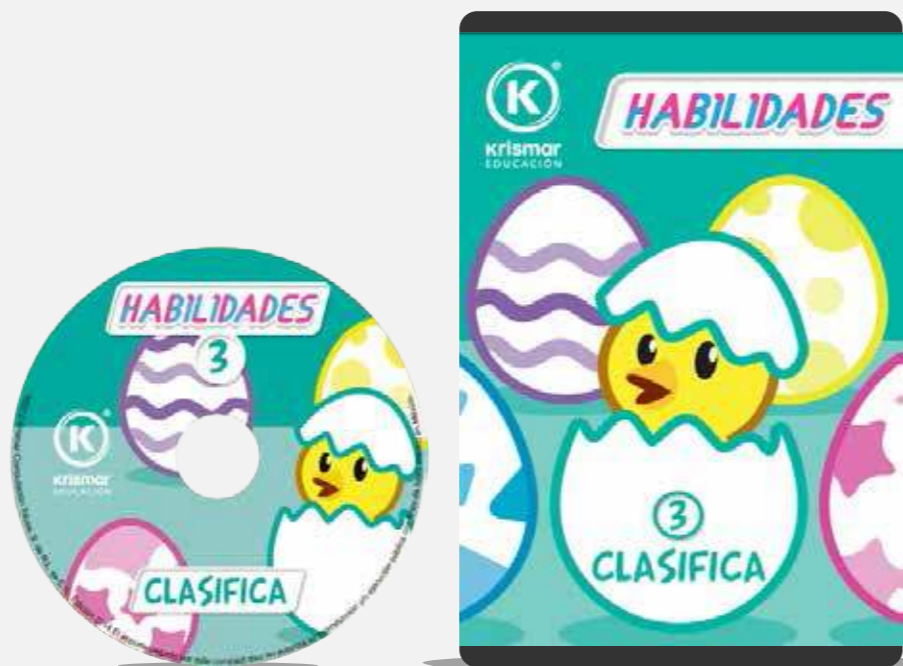 HABILIDADES
3
K
Krismar
EDUCACIÓN
CLASIFICA
K
®
Krismar
EDUCACIÓN
HABILIDADES
3
CLASIFICA